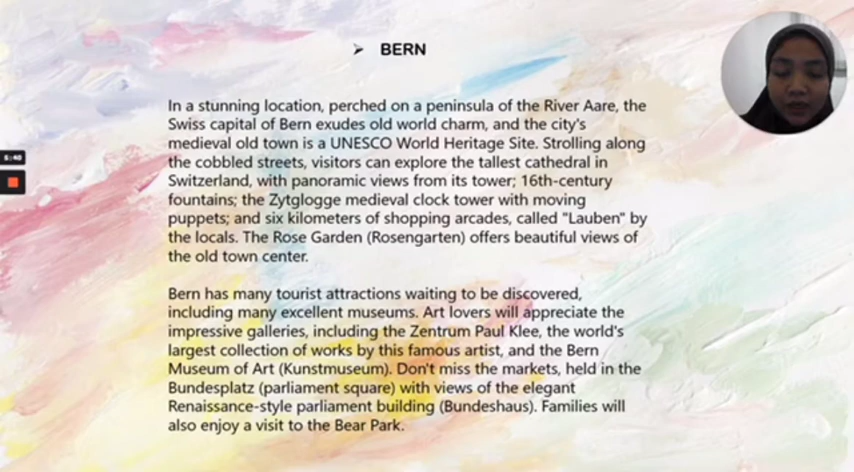 ➢ BERN
In a stunning location, perched on a peninsula of the River Aare, the
Swiss capital of Bern exudes old world charm, and the city's
medieval old town is a UNESCO World Heritage Site. Strolling along
the cobbled streets, visitors can explore the tallest cathedral in
Switzerland, with panoramic views from its tower; 16th-century
fountains; the Zytglogge medieval clock tower with moving
puppets; and six kilometers of shopping arcades, called "Lauben" by
the locals. The Rose Garden (Rosengarten) offers beautiful views of
the old town center.
Bern has many tourist attractions waiting to be discovered,
including many excellent museums. Art lovers will appreciate the
impressive galleries, including the Zentrum Paul Klee, the world's
largest collection of works by this famous artist, and the Bern
Museum of Art (Kunstmuseum). Don't miss the markets, held in the
Bundesplatz (parliament square) with views of the elegant
Renaissance-style parliament building (Bundeshaus). Families will
also enjoy a visit to the Bear Park.